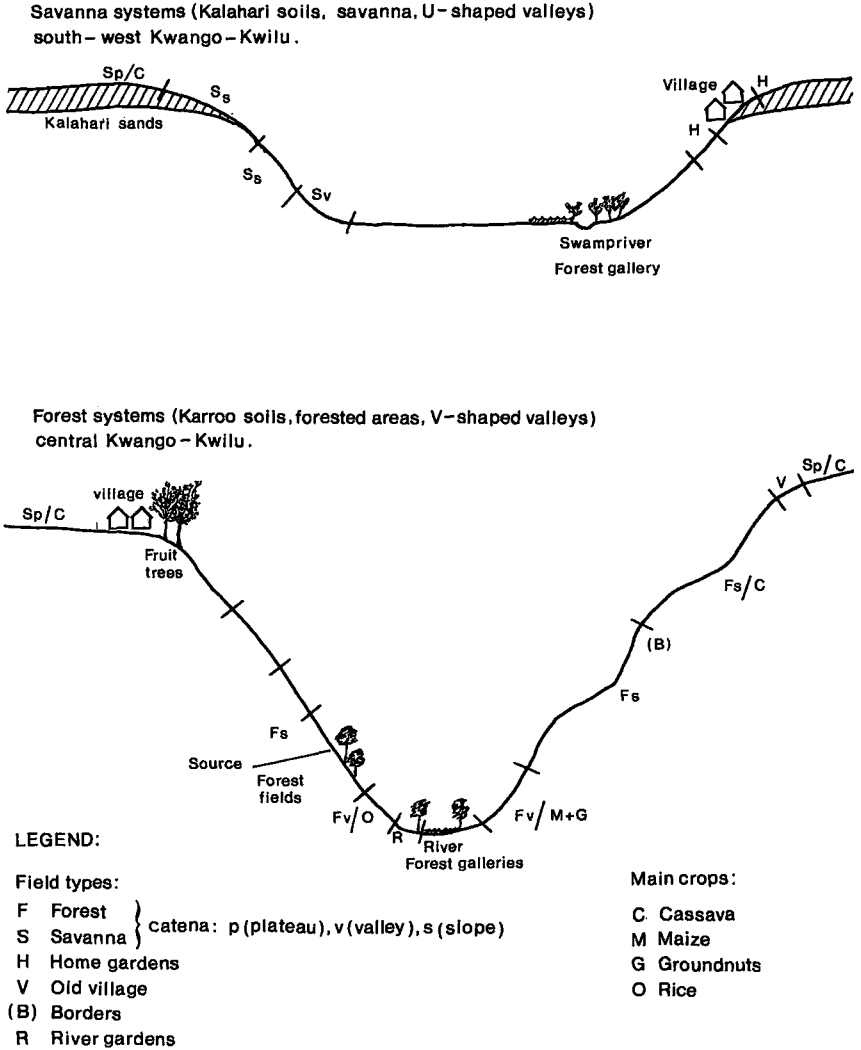 Savanna systems (Kalahari soils, savanna, U-shaped valleys)
south-west Kwango-Kwilu.
Sp/C
Ss
Kalahari sands
Ss
Sv
Village
H
H
Swampriver
Forest gallery
Forest systems (Karroo soils, forested areas, V-shaped valleys)
central Kwango-Kwilu.
Sp/C
village
Fruit
trees
V
Sp/C
Fs/C
(B)
Fs
Fs
Source
Forest
fields
Fv/O
R
River
Forest galleries
Fv/M+G
LEGEND:
Field types:
F Forest
S Savanna
catena: p (plateau), v (valley), s (slope)
H Home gardens
V Old village
(B) Borders
R River gardens
Main crops:
C Cassava
M Maize
G Groundnuts
O Rice